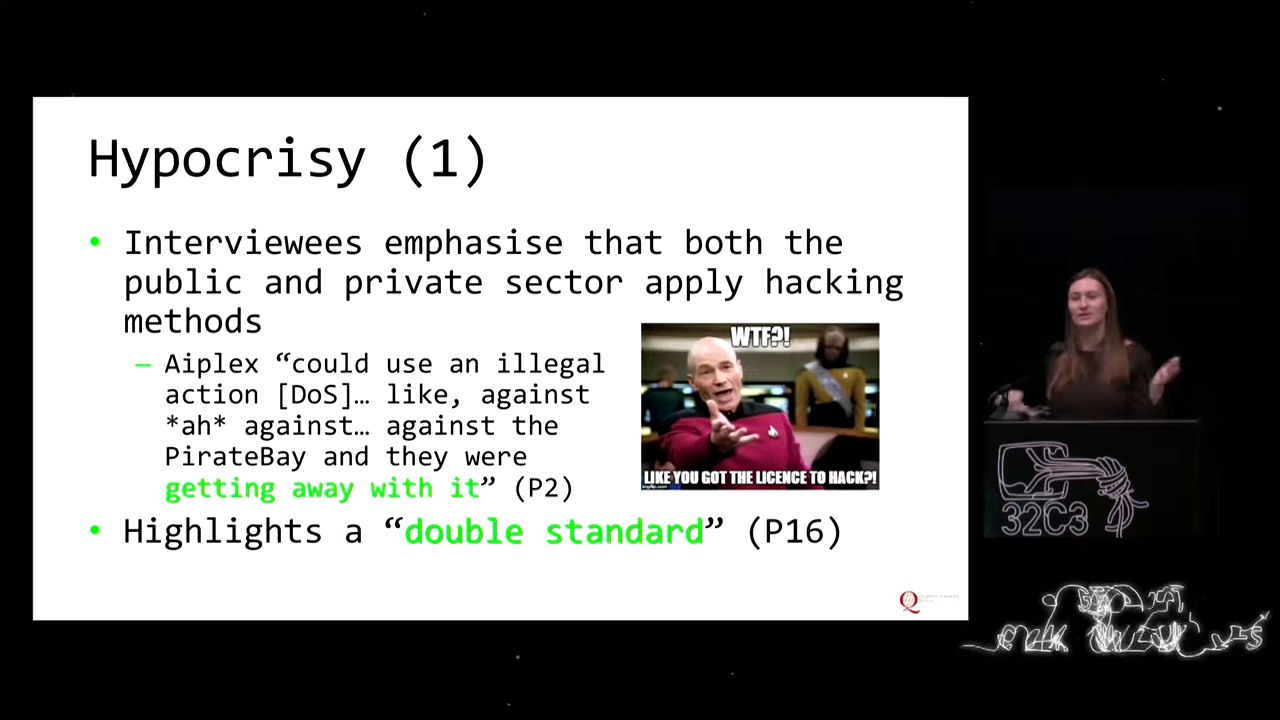 Hypocrisy (1)
• Interviewees emphasise that both the
public and private sector apply hacking
methods
– Aiplex “could use an illegal
action [DoS]… like, against
*ah* against… against the
PirateBay and they were
getting away with it” (P2)
• Highlights a “double standard” (P16)
WTF?!
LIKE YOU GOT THE LICENCE TO HACK?!
32C3